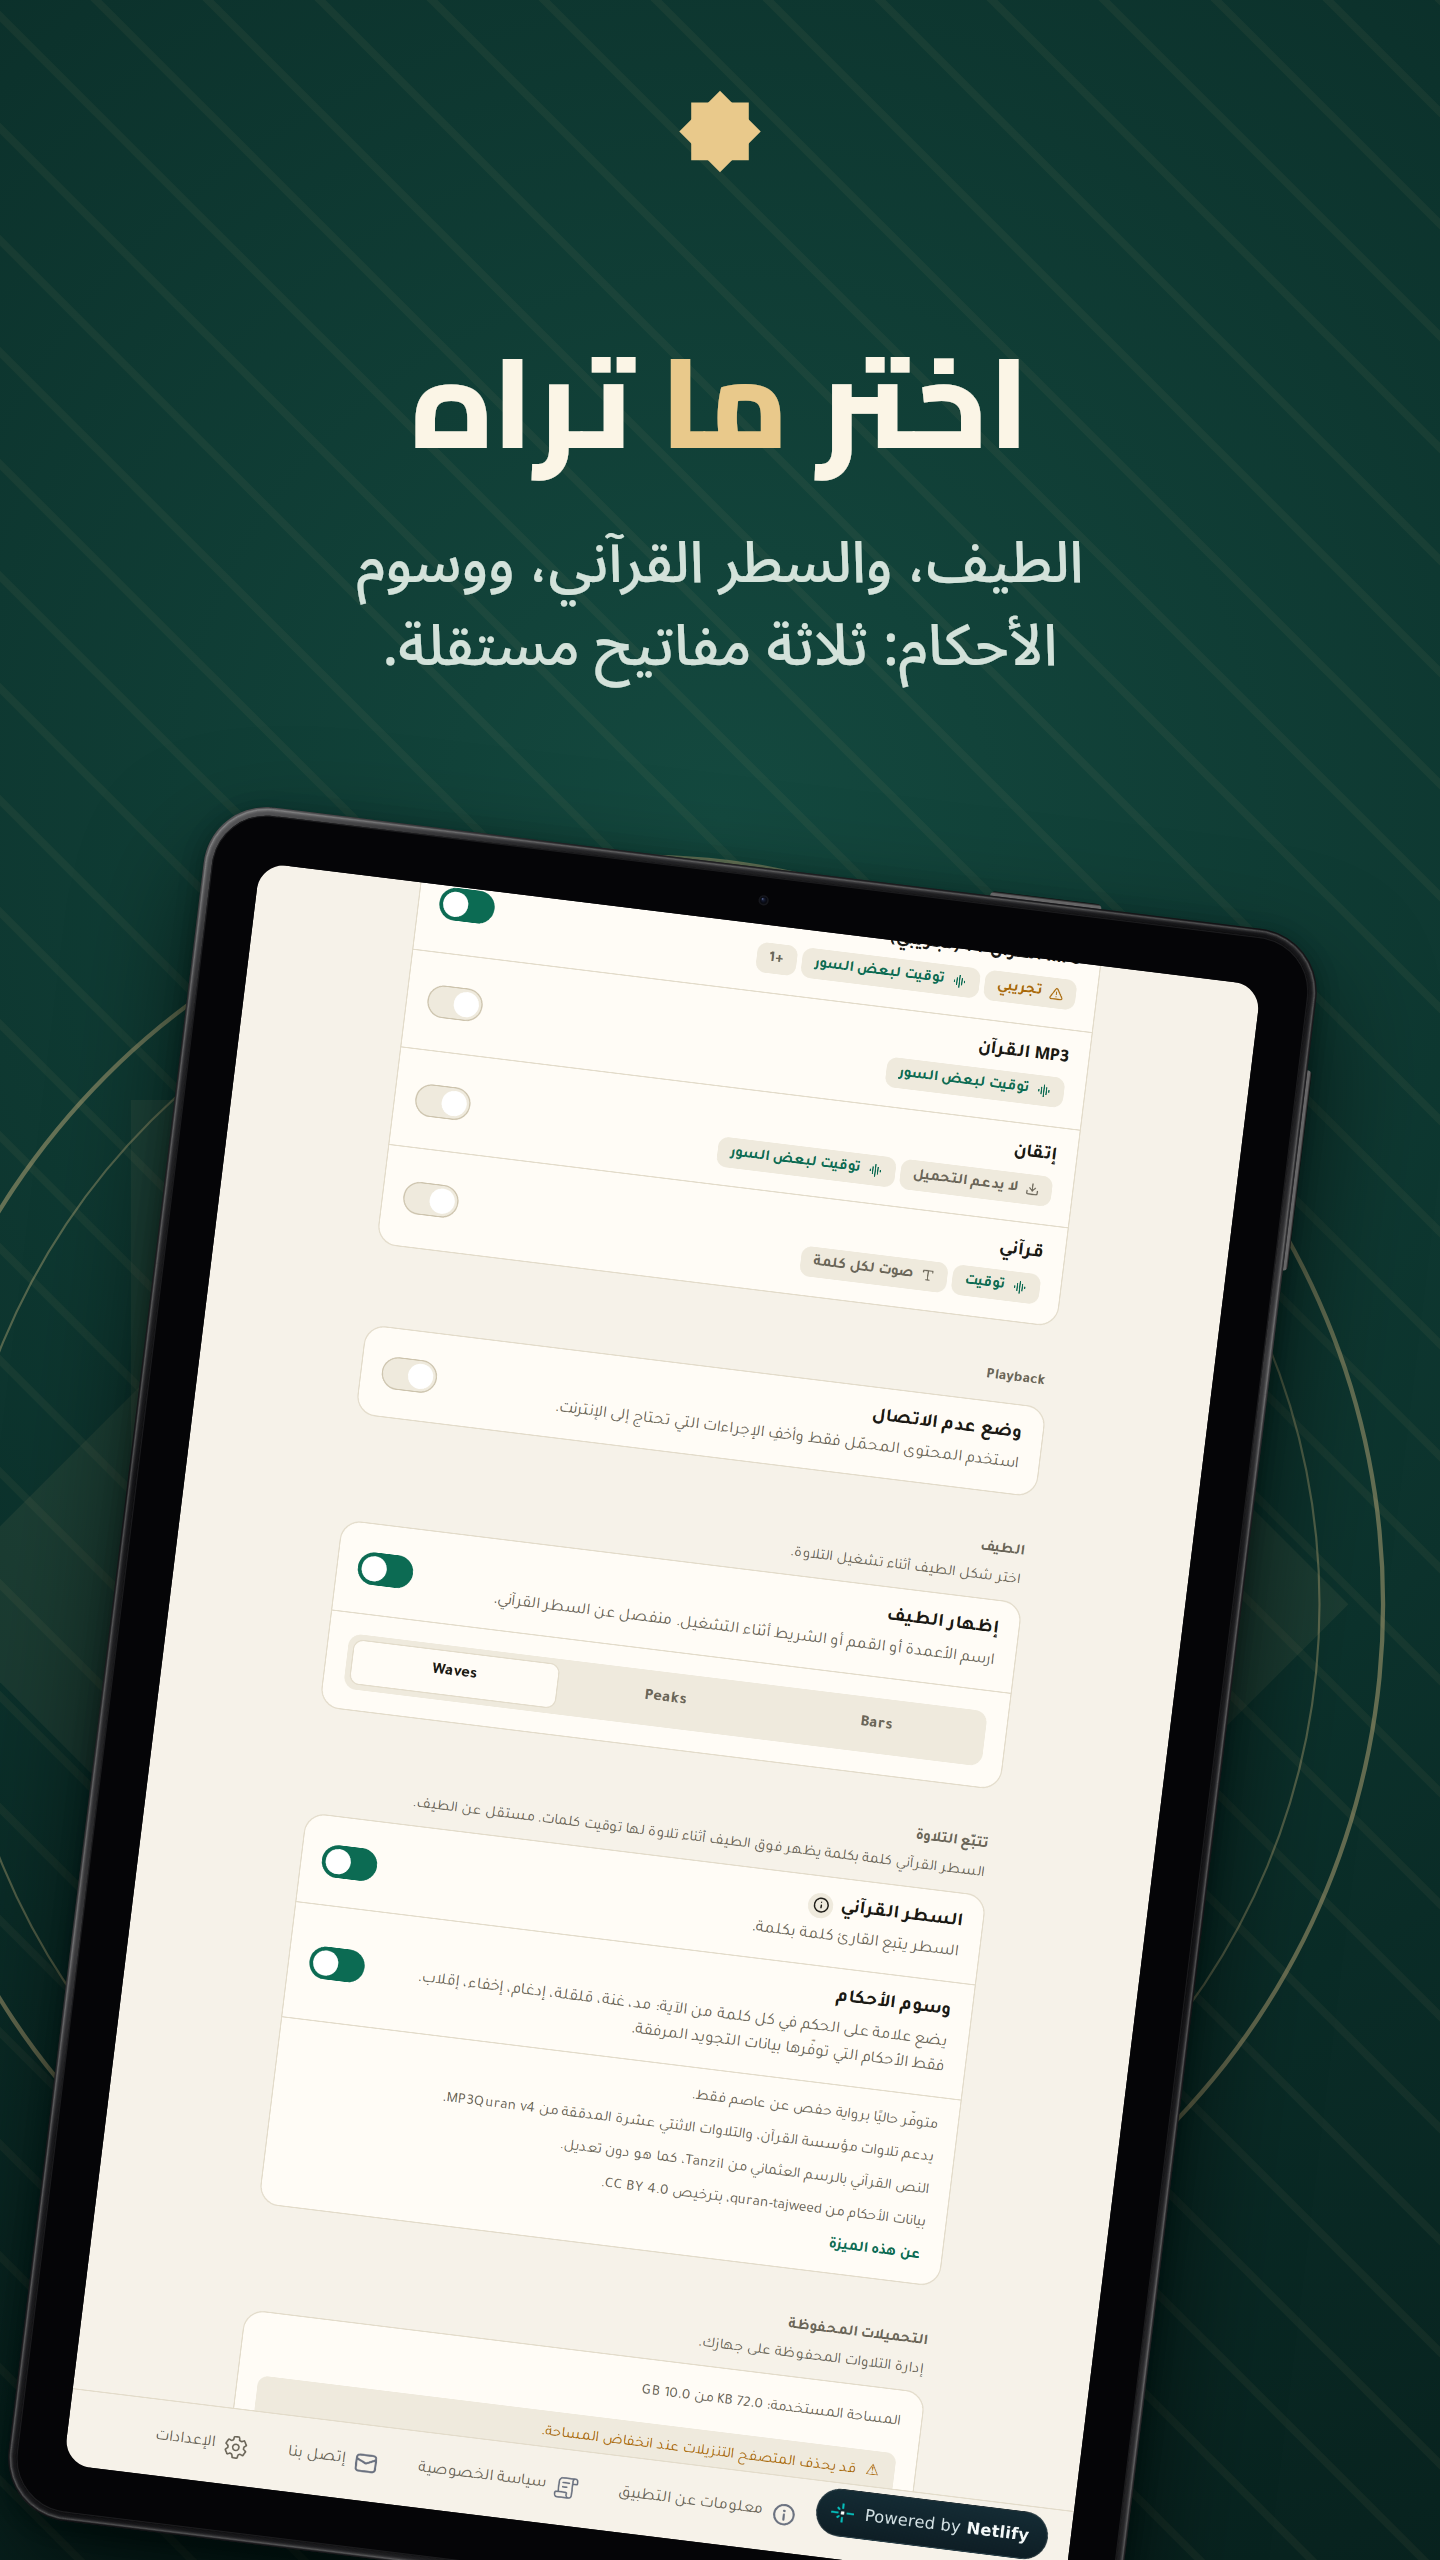 اختر ما تراه
الطيف، والسطر القرآني، ووسوم
الأحكام: ثلاثة مفاتيح مستقلة.
تجريبي
توقيت لبعض السور
+1
MP3 القرآن
توقيت لبعض السور
إتقان
لا يدعم التحميل
توقيت لبعض السور
قرآني
توقيت
صوت لكل كلمة
Playback
وضع عدم الاتصال
استخدم المحتوى المحمّل فقط وأخفِ الإجراءات التي تحتاج إلى الإنترنت.
الطيف
اختر شكل الطيف أثناء تشغيل التلاوة.
إظهار الطيف
ارسم الأعمدة أو القمم أو الشريط أثناء التشغيل. منفصل عن السطر القرآني.
Bars
Peaks
Waves
تتبّع التلاوة
السطر القرآني كلمة بكلمة يظهر فوق الطيف أثناء تلاوة لها توقيت كلمات. مستقل عن الطيف.
السطر القرآني
السطر يتبع القارئ كلمة بكلمة.
وسوم الأحكام
يضع علامة على الحكم في كل كلمة من الآية: مد، غنة، قلقلة، إدغام، إخفاء، إقلاب.
فقط الأحكام التي توفّرها بيانات التجويد المرفقة.
متوفّر حاليًا برواية حفص عن عاصم فقط.
يدعم تلاوات مؤسسة القرآن، والتلاوات الاثنتي عشرة المدققة من MP3Quran v4.
النص القرآني بالرسم العثماني من Tanzil، كما هو دون تعديل.
بيانات الأحكام من quran-tajweed، بترخيص CC BY 4.0.
عن هذه الميزة
التحميلات المحفوظة
إدارة التلاوات المحفوظة على جهازك.
المساحة المستخدمة: 72.0 KB من 10.0 GB
قد يحذف المتصفح التنزيلات عند انخفاض المساحة.
Powered by Netlify
معلومات عن التطبيق
سياسة الخصوصية
إتصل بنا
الإعدادات